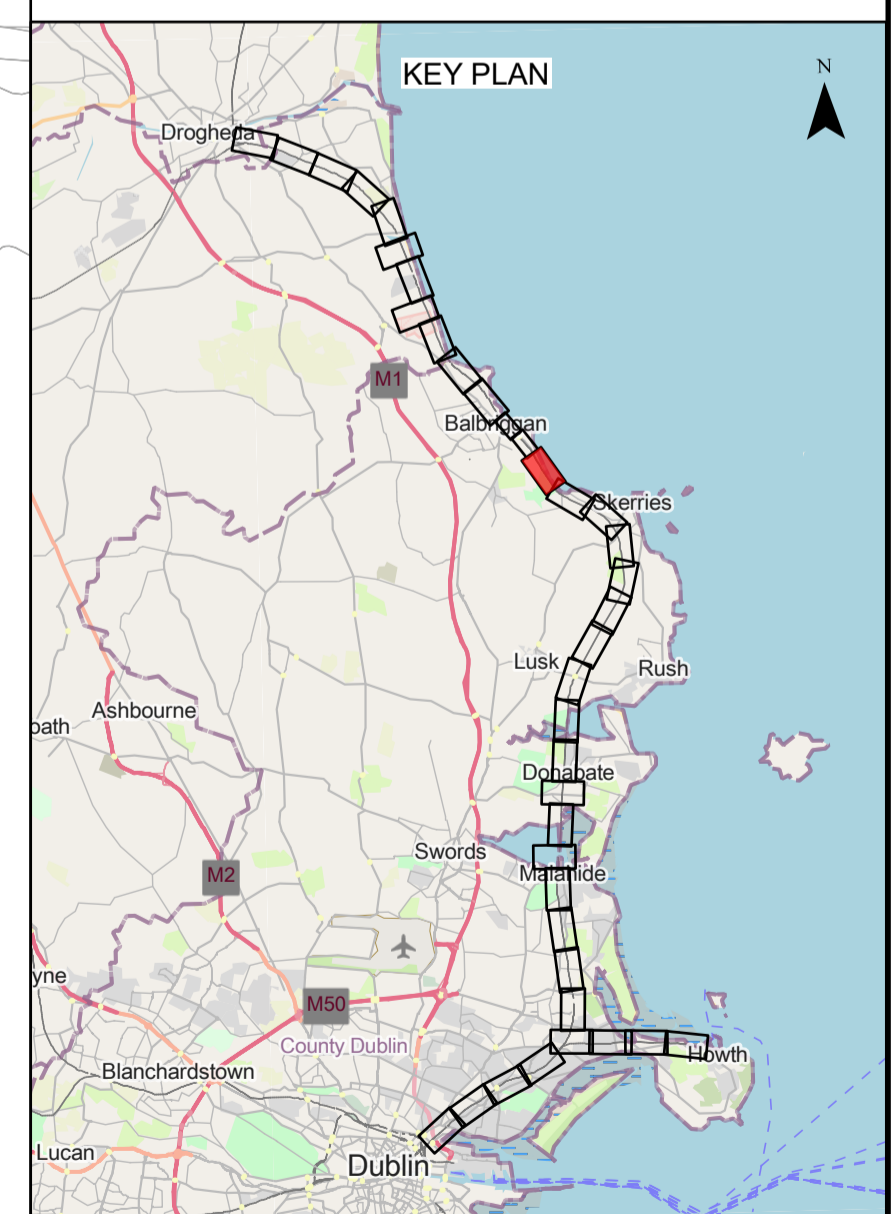 KEY PLAN
N
Drogheda
M1
Balbriggan
Skerries
Lusk
Rush
Ashbourne
oath
Donabate
Swords
M2
Malahide
yne
M50
County Dublin
Howth
Blanchardstown
Lucan
Dublin